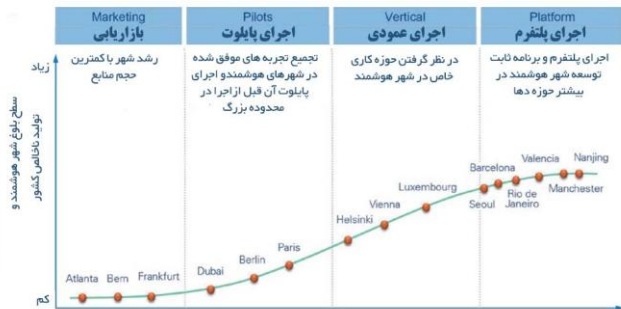 Marketing
بازاریابی
Pilots
اجرای پایلوت
Vertical
اجرای عمودی
Platform
اجرای پلتفرم
رشد شهر با کمترین
حجم منابع
تجمیع تجربه های موفق شده
در شهرهای هوشمندو اجرای
پایلوت آن قبل از اجرا در
محدوده بزرگ
در نظر گرفتن حوزه کاری
خاص در شهر هوشمند
اجرای پلتفرم و برنامه ثابت
توسعه شهر هوشمند در
بیشتر حوزه دها
زیاد
سطح بلوغ شهر هوشمند و
تولید ناخالص کشور
کم
Atlanta
Bern
Frankfurt
Dubai
Berlin
Paris
Helsinki
Vienna
Luxembourg
Seoul
Barcelona
Rio de
Janeiro
Valencia
Manchester
Nanjing